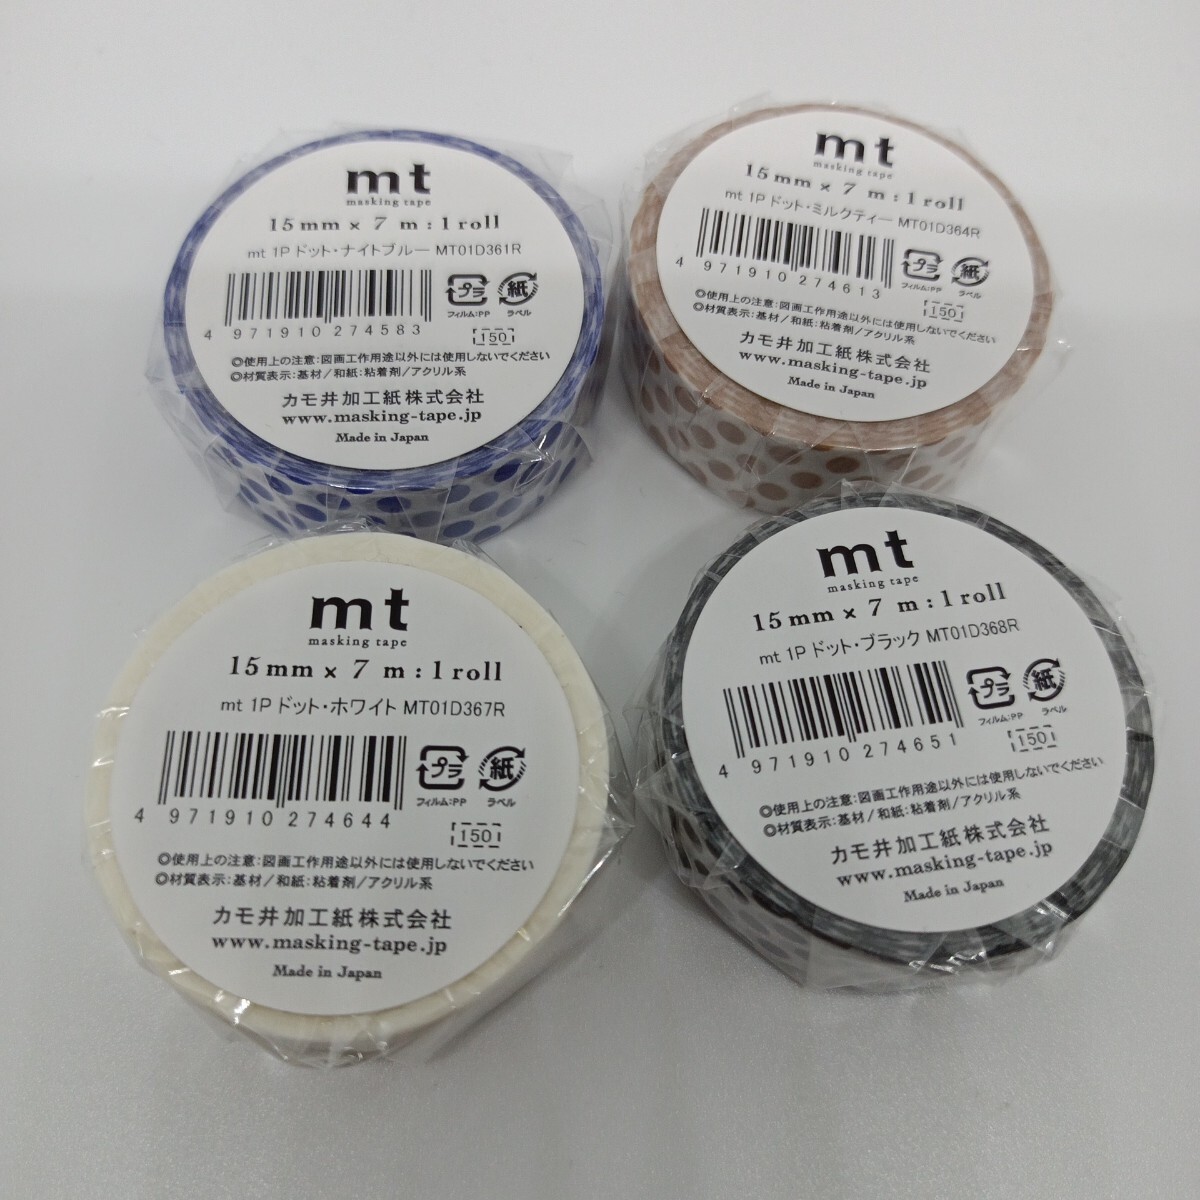 mt
masking tape
15mm × 7 m : 1 roll
mt 1P ドット・ナイトブルー MT01D361R
4 971910 274583
プラ
フィルム：PP
紙
ラベル
150
◎使用上の注意：図画工作用途以外には使用しないでください
◎材質表示：基材/和紙：粘着剤/アクリル系
カモ井加工紙株式会社
www.masking-tape.jp
Made in Japan
mt
masking tape
15mm × 7 m : 1 roll
mt 1P ドット・ミルクティー MT01D364R
4 971910 274613
プラ
フィルム：PP
紙
ラベル
150
◎使用上の注意：図画工作用途以外には使用しないでください
◎材質表示：基材/和紙：粘着剤/アクリル系
カモ井加工紙株式会社
www.masking-tape.jp
Made in Japan
mt
masking tape
15mm × 7 m : 1 roll
mt 1P ドット・ホワイト MT01D367R
4 971910 274644
プラ
フィルム：PP
紙
ラベル
150
◎使用上の注意：図画工作用途以外には使用しないでください
◎材質表示：基材/和紙：粘着剤/アクリル系
カモ井加工紙株式会社
www.masking-tape.jp
Made in Japan
mt
masking tape
15mm × 7 m : 1 roll
mt 1P ドット・ブラック MT01D368R
4 971910 274651
プラ
フィルム：PP
紙
ラベル
150
◎使用上の注意：図画工作用途以外には使用しないでください
◎材質表示：基材/和紙：粘着剤/アクリル系
カモ井加工紙株式会社
www.masking-tape.jp
Made in Japan